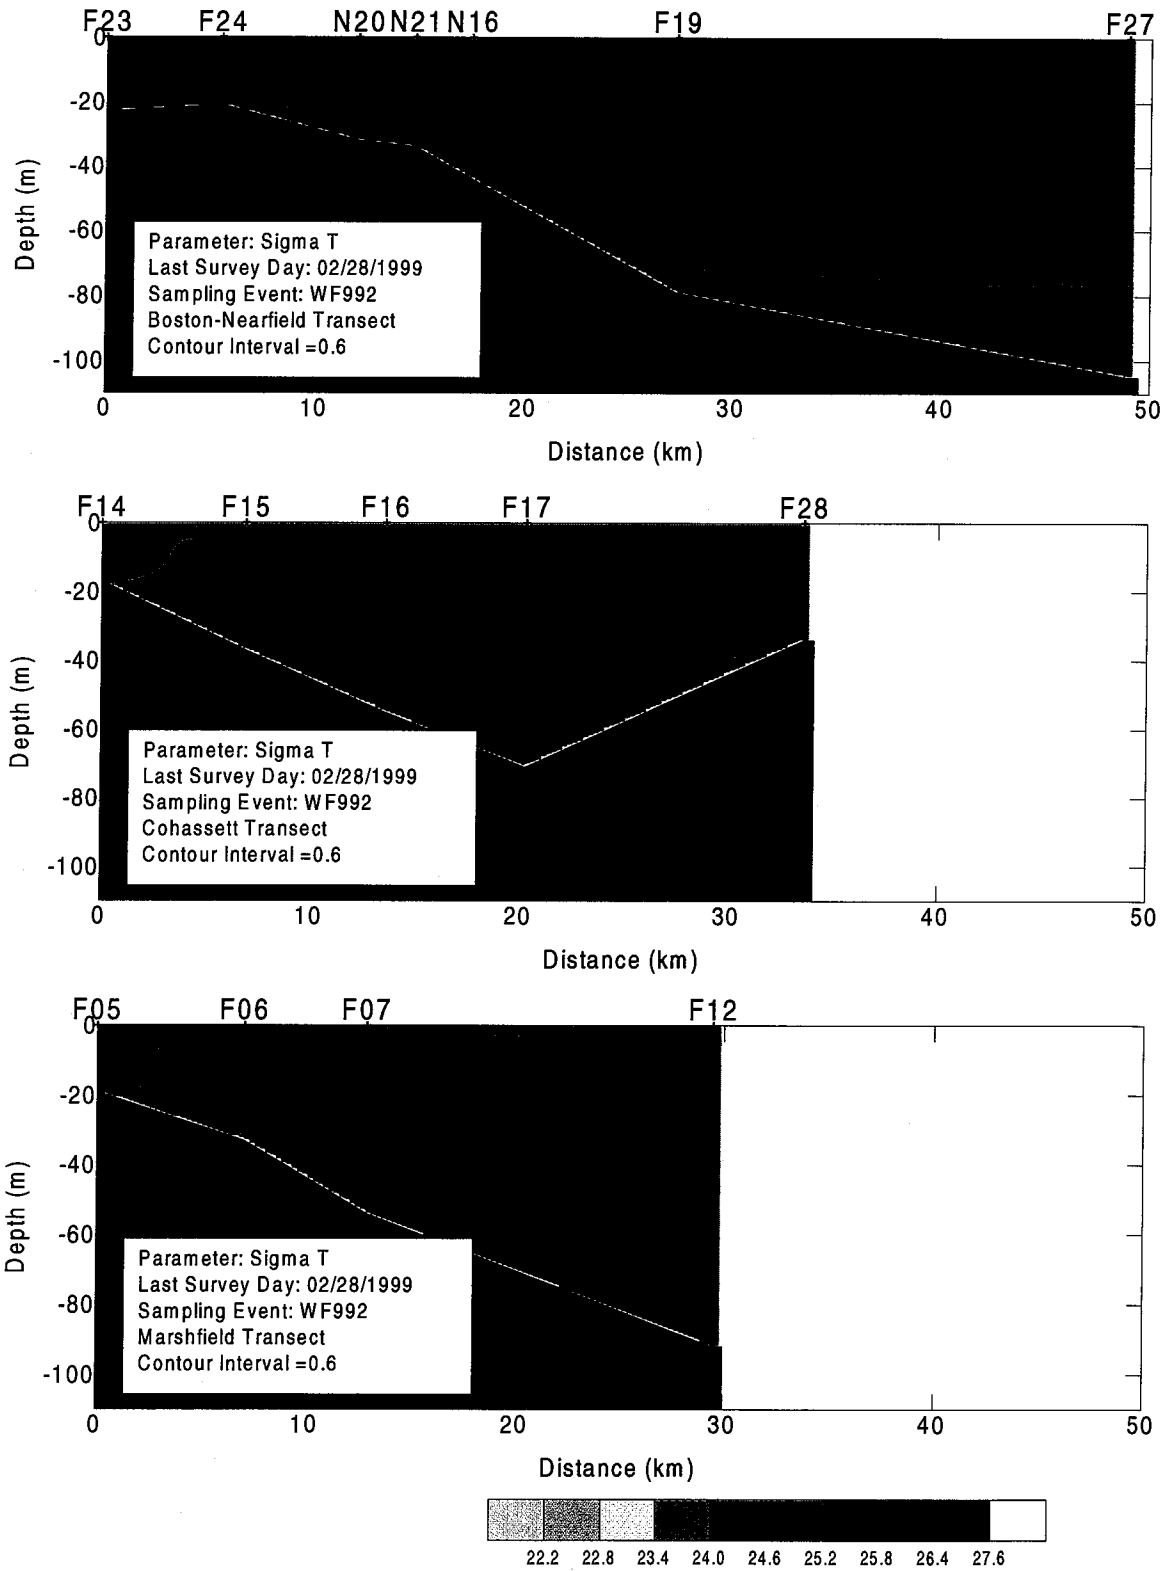 F23 F24 N20 N21 N16 F19 F27
0
-20
-40
-60
-80
-100
Depth (m)
Parameter: Sigma T
Last Survey Day: 02/28/1999
Sampling Event: WF992
Boston-Nearfield Transect
Contour Interval =0.6
0 10 20 30 40 50
Distance (km)
F14 F15 F16 F17 F28
0
-20
-40
-60
-80
-100
Depth (m)
Parameter: Sigma T
Last Survey Day: 02/28/1999
Sampling Event: WF992
Cohassett Transect
Contour Interval =0.6
0 10 20 30 40 50
Distance (km)
F05 F06 F07 F12
0
-20
-40
-60
-80
-100
Depth (m)
Parameter: Sigma T
Last Survey Day: 02/28/1999
Sampling Event: WF992
Marshfield Transect
Contour Interval =0.6
0 10 20 30 40 50
Distance (km)
22.2 22.8 23.4 24.0 24.6 25.2 25.8 26.4 27.6